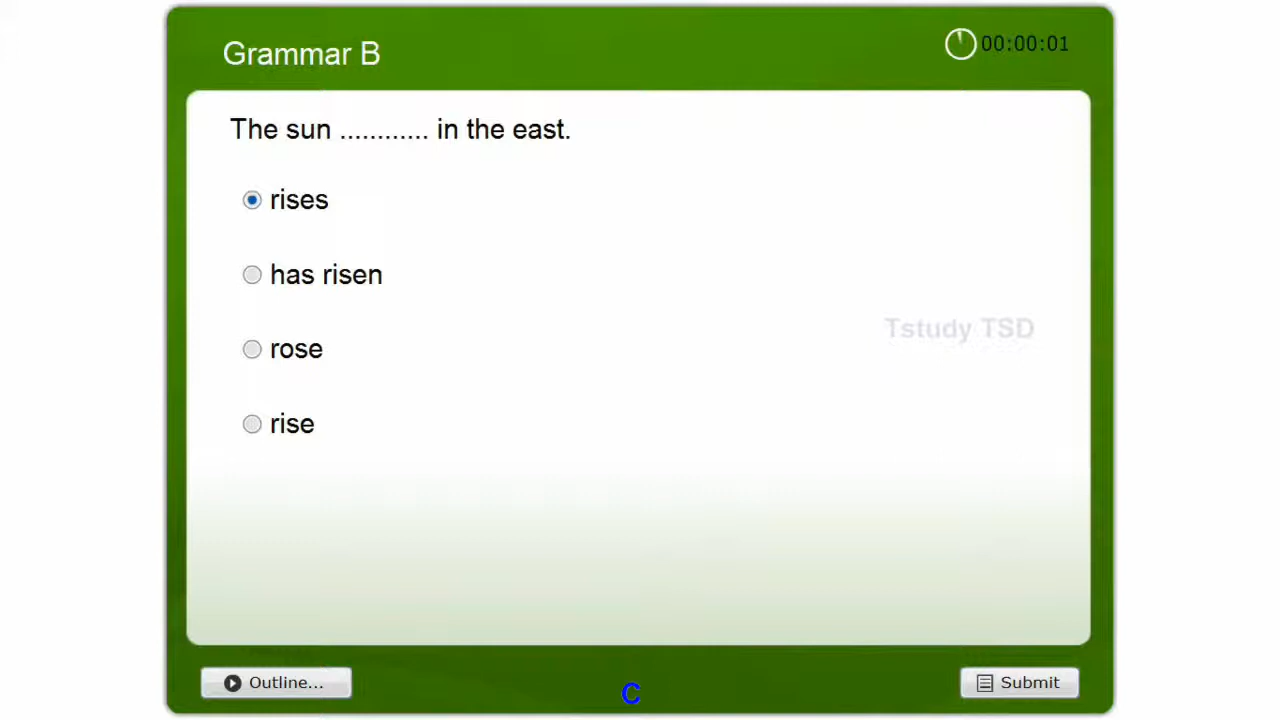 Grammar B
00:00:01
The sun ............ in the east.
rises
has risen
rose
rise
Tstudy TSD
Outline...
C
Submit